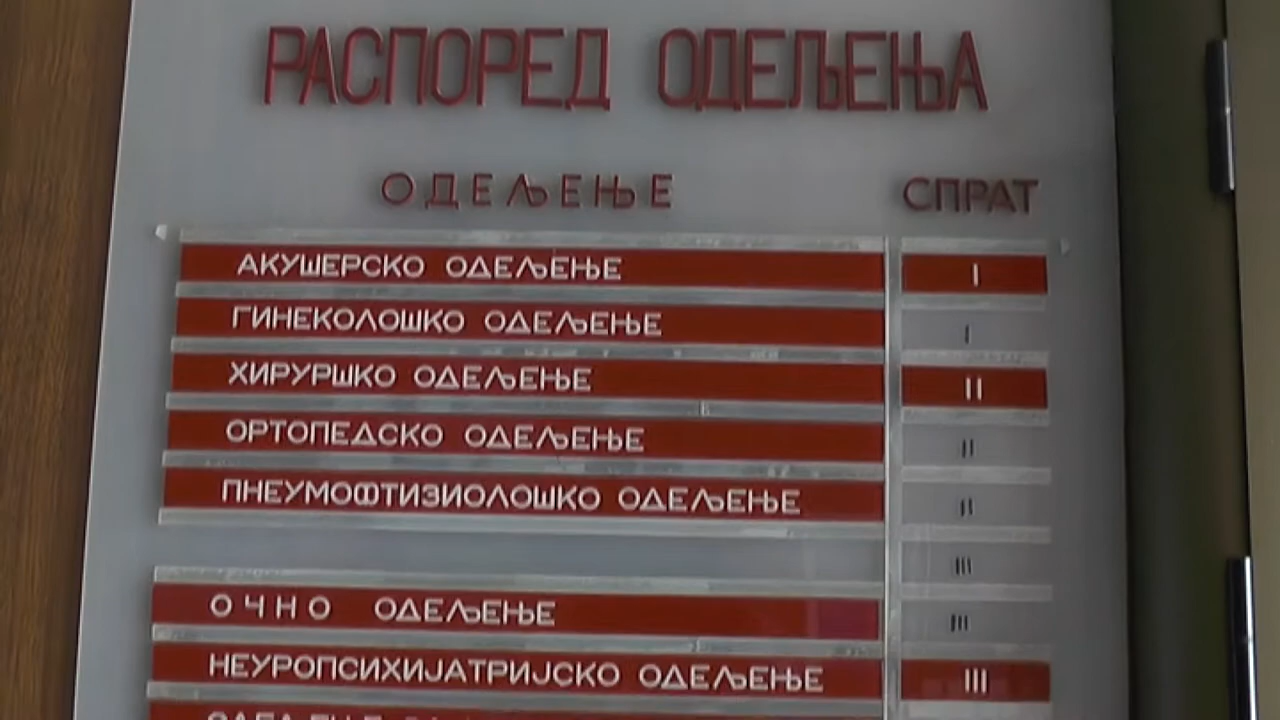 РАСПОРЕД ОДЕЉЕЊА
ОДЕЉЕЊЕ СПРАТ
АКУШЕРСКО ОДЕЉЕЊЕ I
ГИНЕКОЛОШКО ОДЕЉЕЊЕ I
ХИРУРШКО ОДЕЉЕЊЕ II
ОРТОПЕДСКО ОДЕЉЕЊЕ II
ПНЕУМОФТИЗИОЛОШКО ОДЕЉЕЊЕ II
III
ОЧНО ОДЕЉЕЊЕ III
НЕУРОПСИХИЈАТРИЈСКО ОДЕЉЕЊЕ III